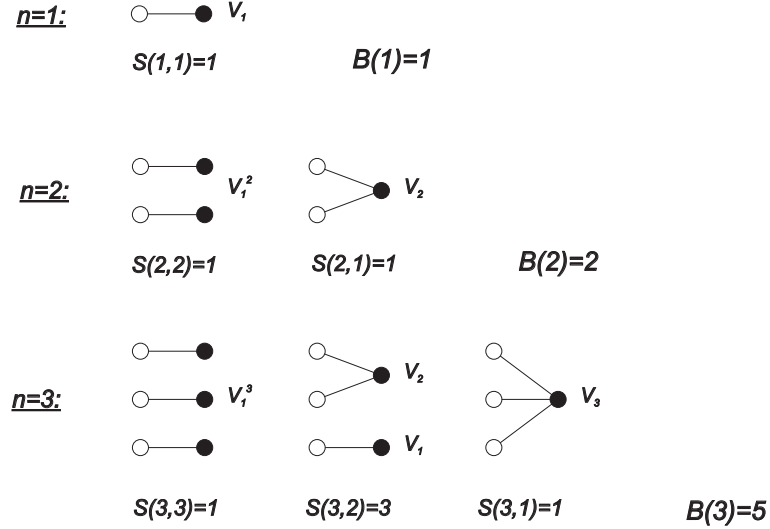 n=1: V₁
S(1,1)=1 B(1)=1
n=2: V₁² V₂
S(2,2)=1 S(2,1)=1 B(2)=2
V₂
n=3: V₁³ V₃
V₁
S(3,3)=1 S(3,2)=3 S(3,1)=1 B(3)=5